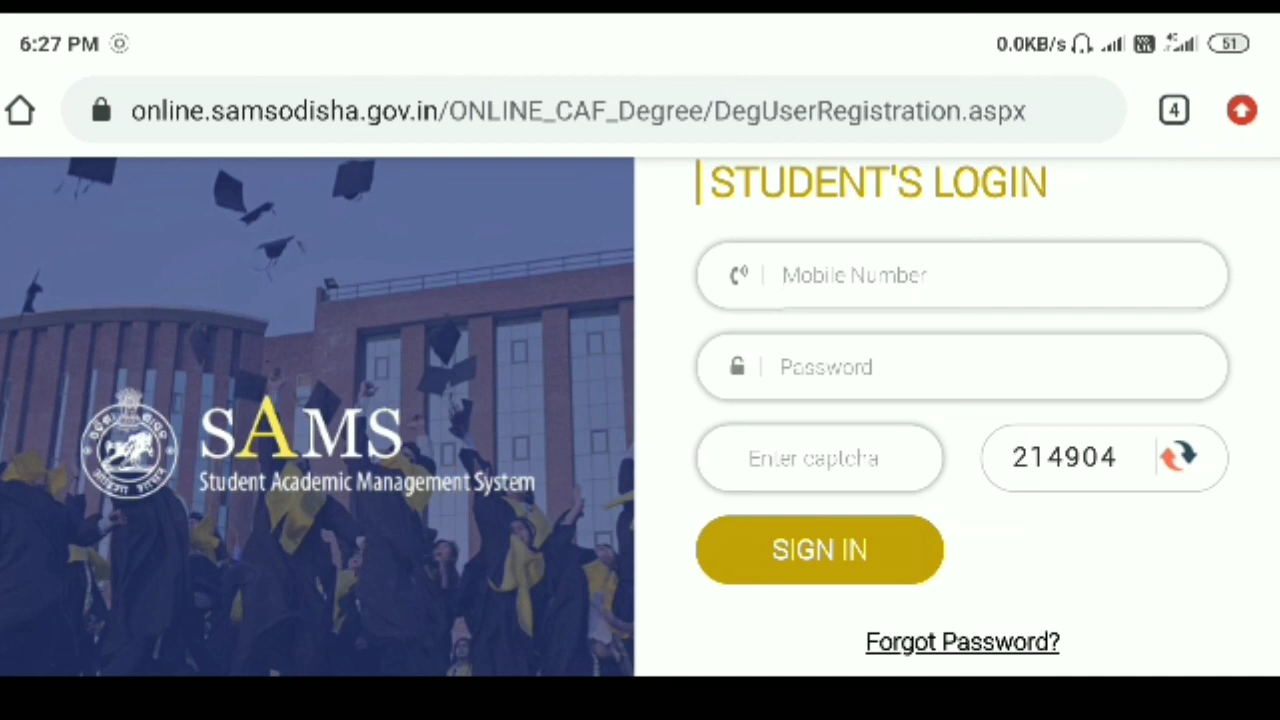 6:27 PM
0.0KB/s 4G 51
online.samsodisha.gov.in/ONLINE_CAF_Degree/DegUserRegistration.aspx
4
STUDENT'S LOGIN
Mobile Number
Password
Enter captcha
214904
SIGN IN
Forgot Password?
SAMS
Student Academic Management System